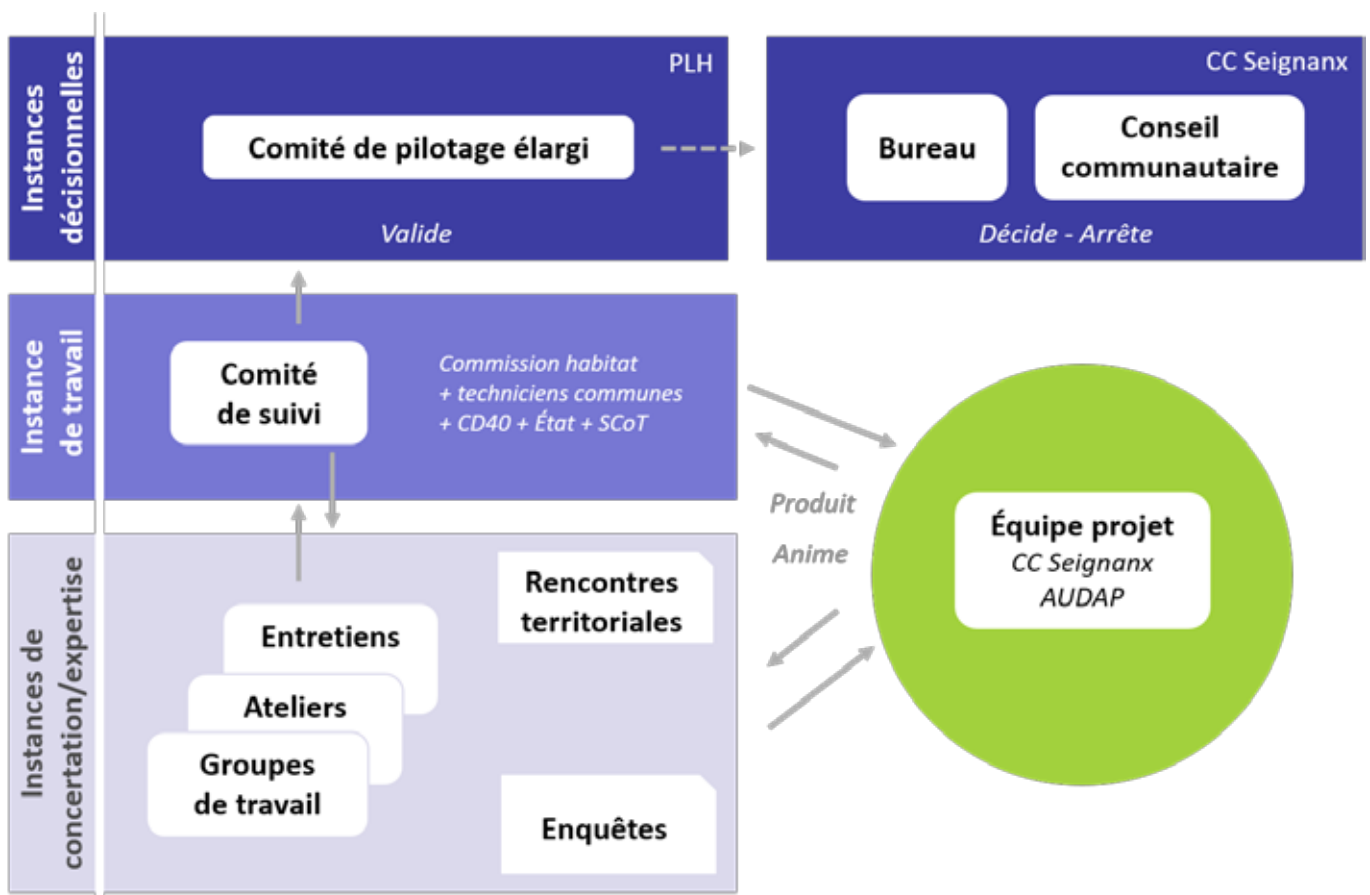 Instances
décisionnelles
PLH
Comité de pilotage élargi
Valide
CC Seignanx
Bureau
Conseil
communautaire
Décide - Arrête
Instance
de travail
Comité
de suivi
Commission habitat
+ techniciens communes
+ CD40 + État + SCoT
Produit
Anime
Équipe projet
CC Seignanx
AUDAP
Instances de
concertation/expertise
Entretiens
Ateliers
Groupes
de travail
Rencontres
territoriales
Enquêtes